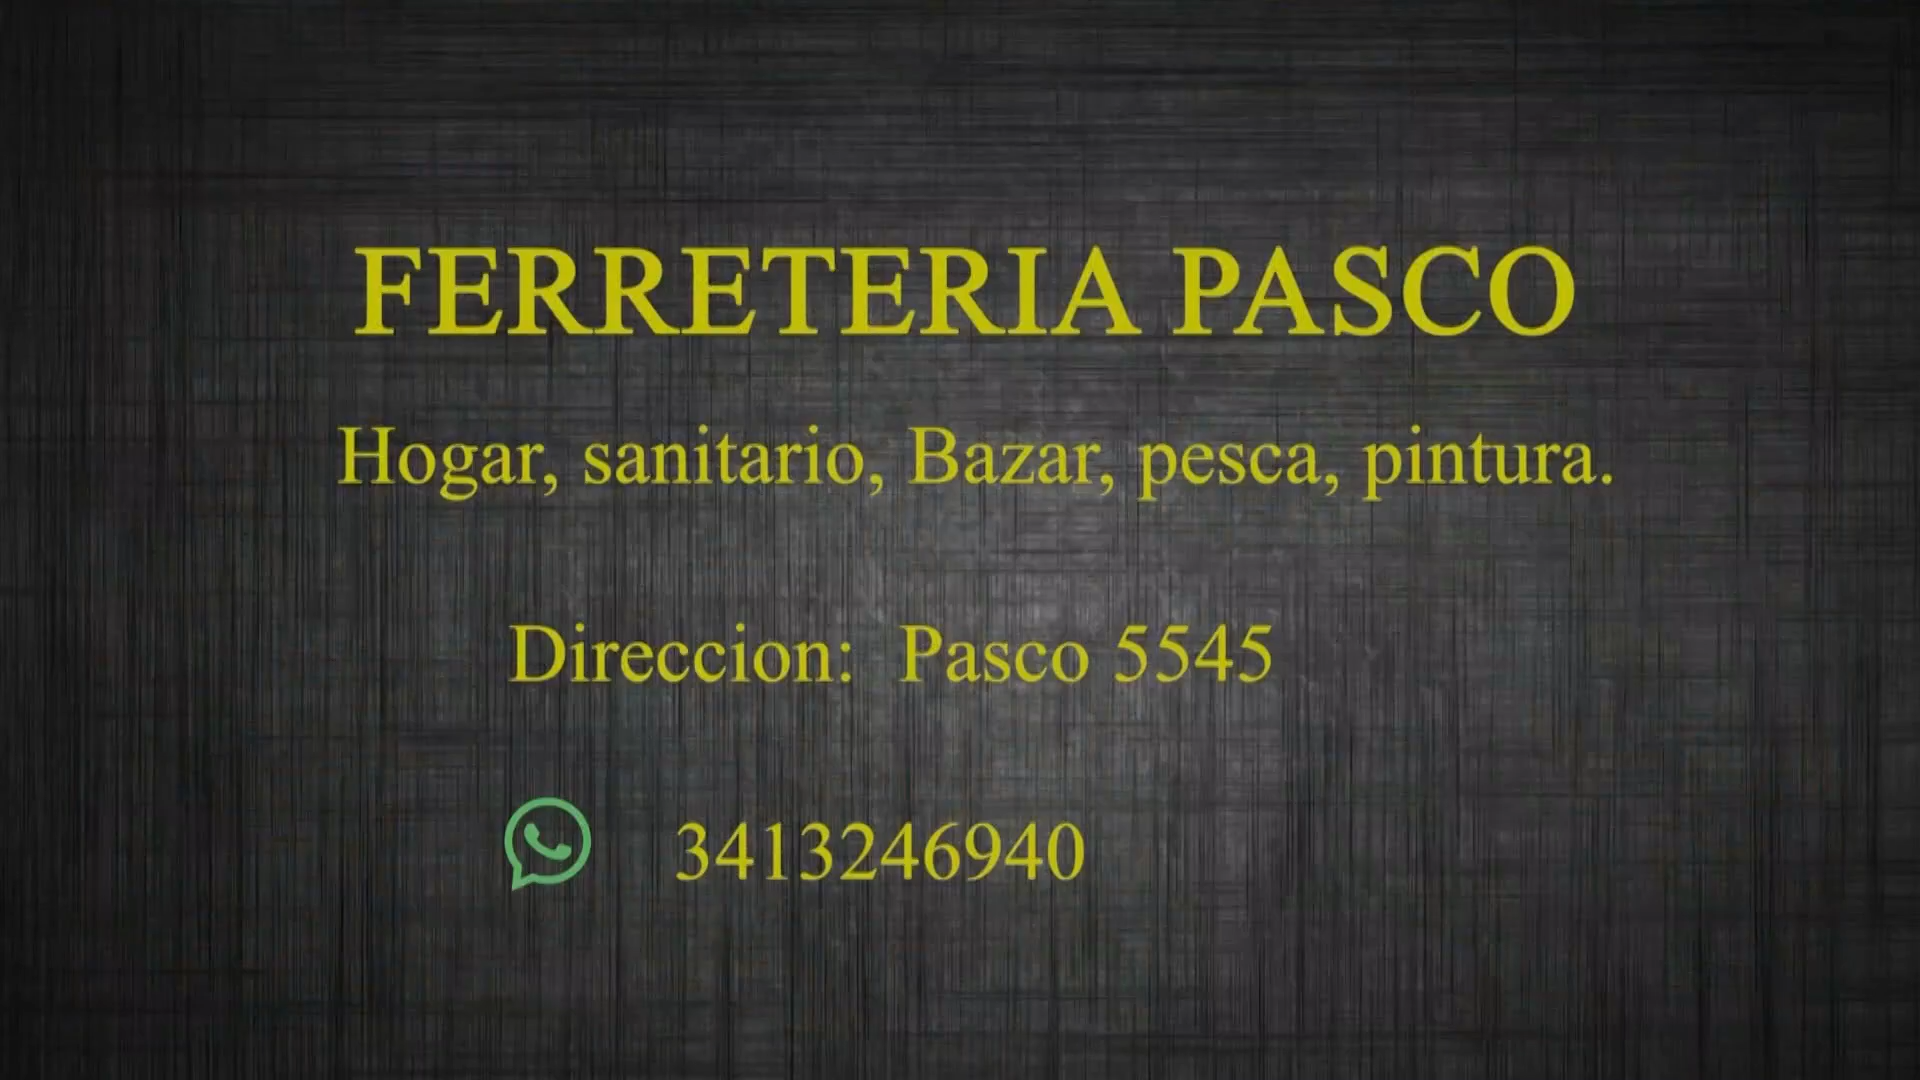 FERRETERIA PASCO
Hogar, sanitario, Bazar, pesca, pintura.
Direccion: Pasco 5545
3413246940